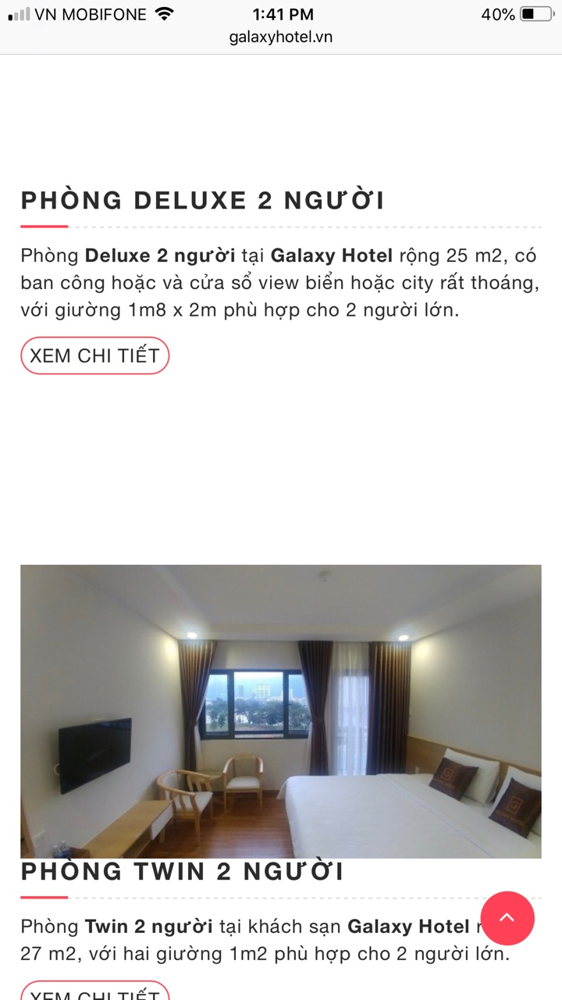 VN MOBIFONE
1:41 PM
40%
galaxyhotel.vn
PHÒNG DELUXE 2 NGƯỜI
Phòng Deluxe 2 người tại Galaxy Hotel rộng 25 m2, có
ban công hoặc và cửa sổ view biển hoặc city rất thoáng,
với giường 1m8 x 2m phù hợp cho 2 người lớn.
XEM CHI TIẾT
PHÒNG TWIN 2 NGƯỜI
Phòng Twin 2 người tại khách sạn Galaxy Hotel
27 m2, với hai giường 1m2 phù hợp cho 2 người lớn.
XEM CHI TIẾT